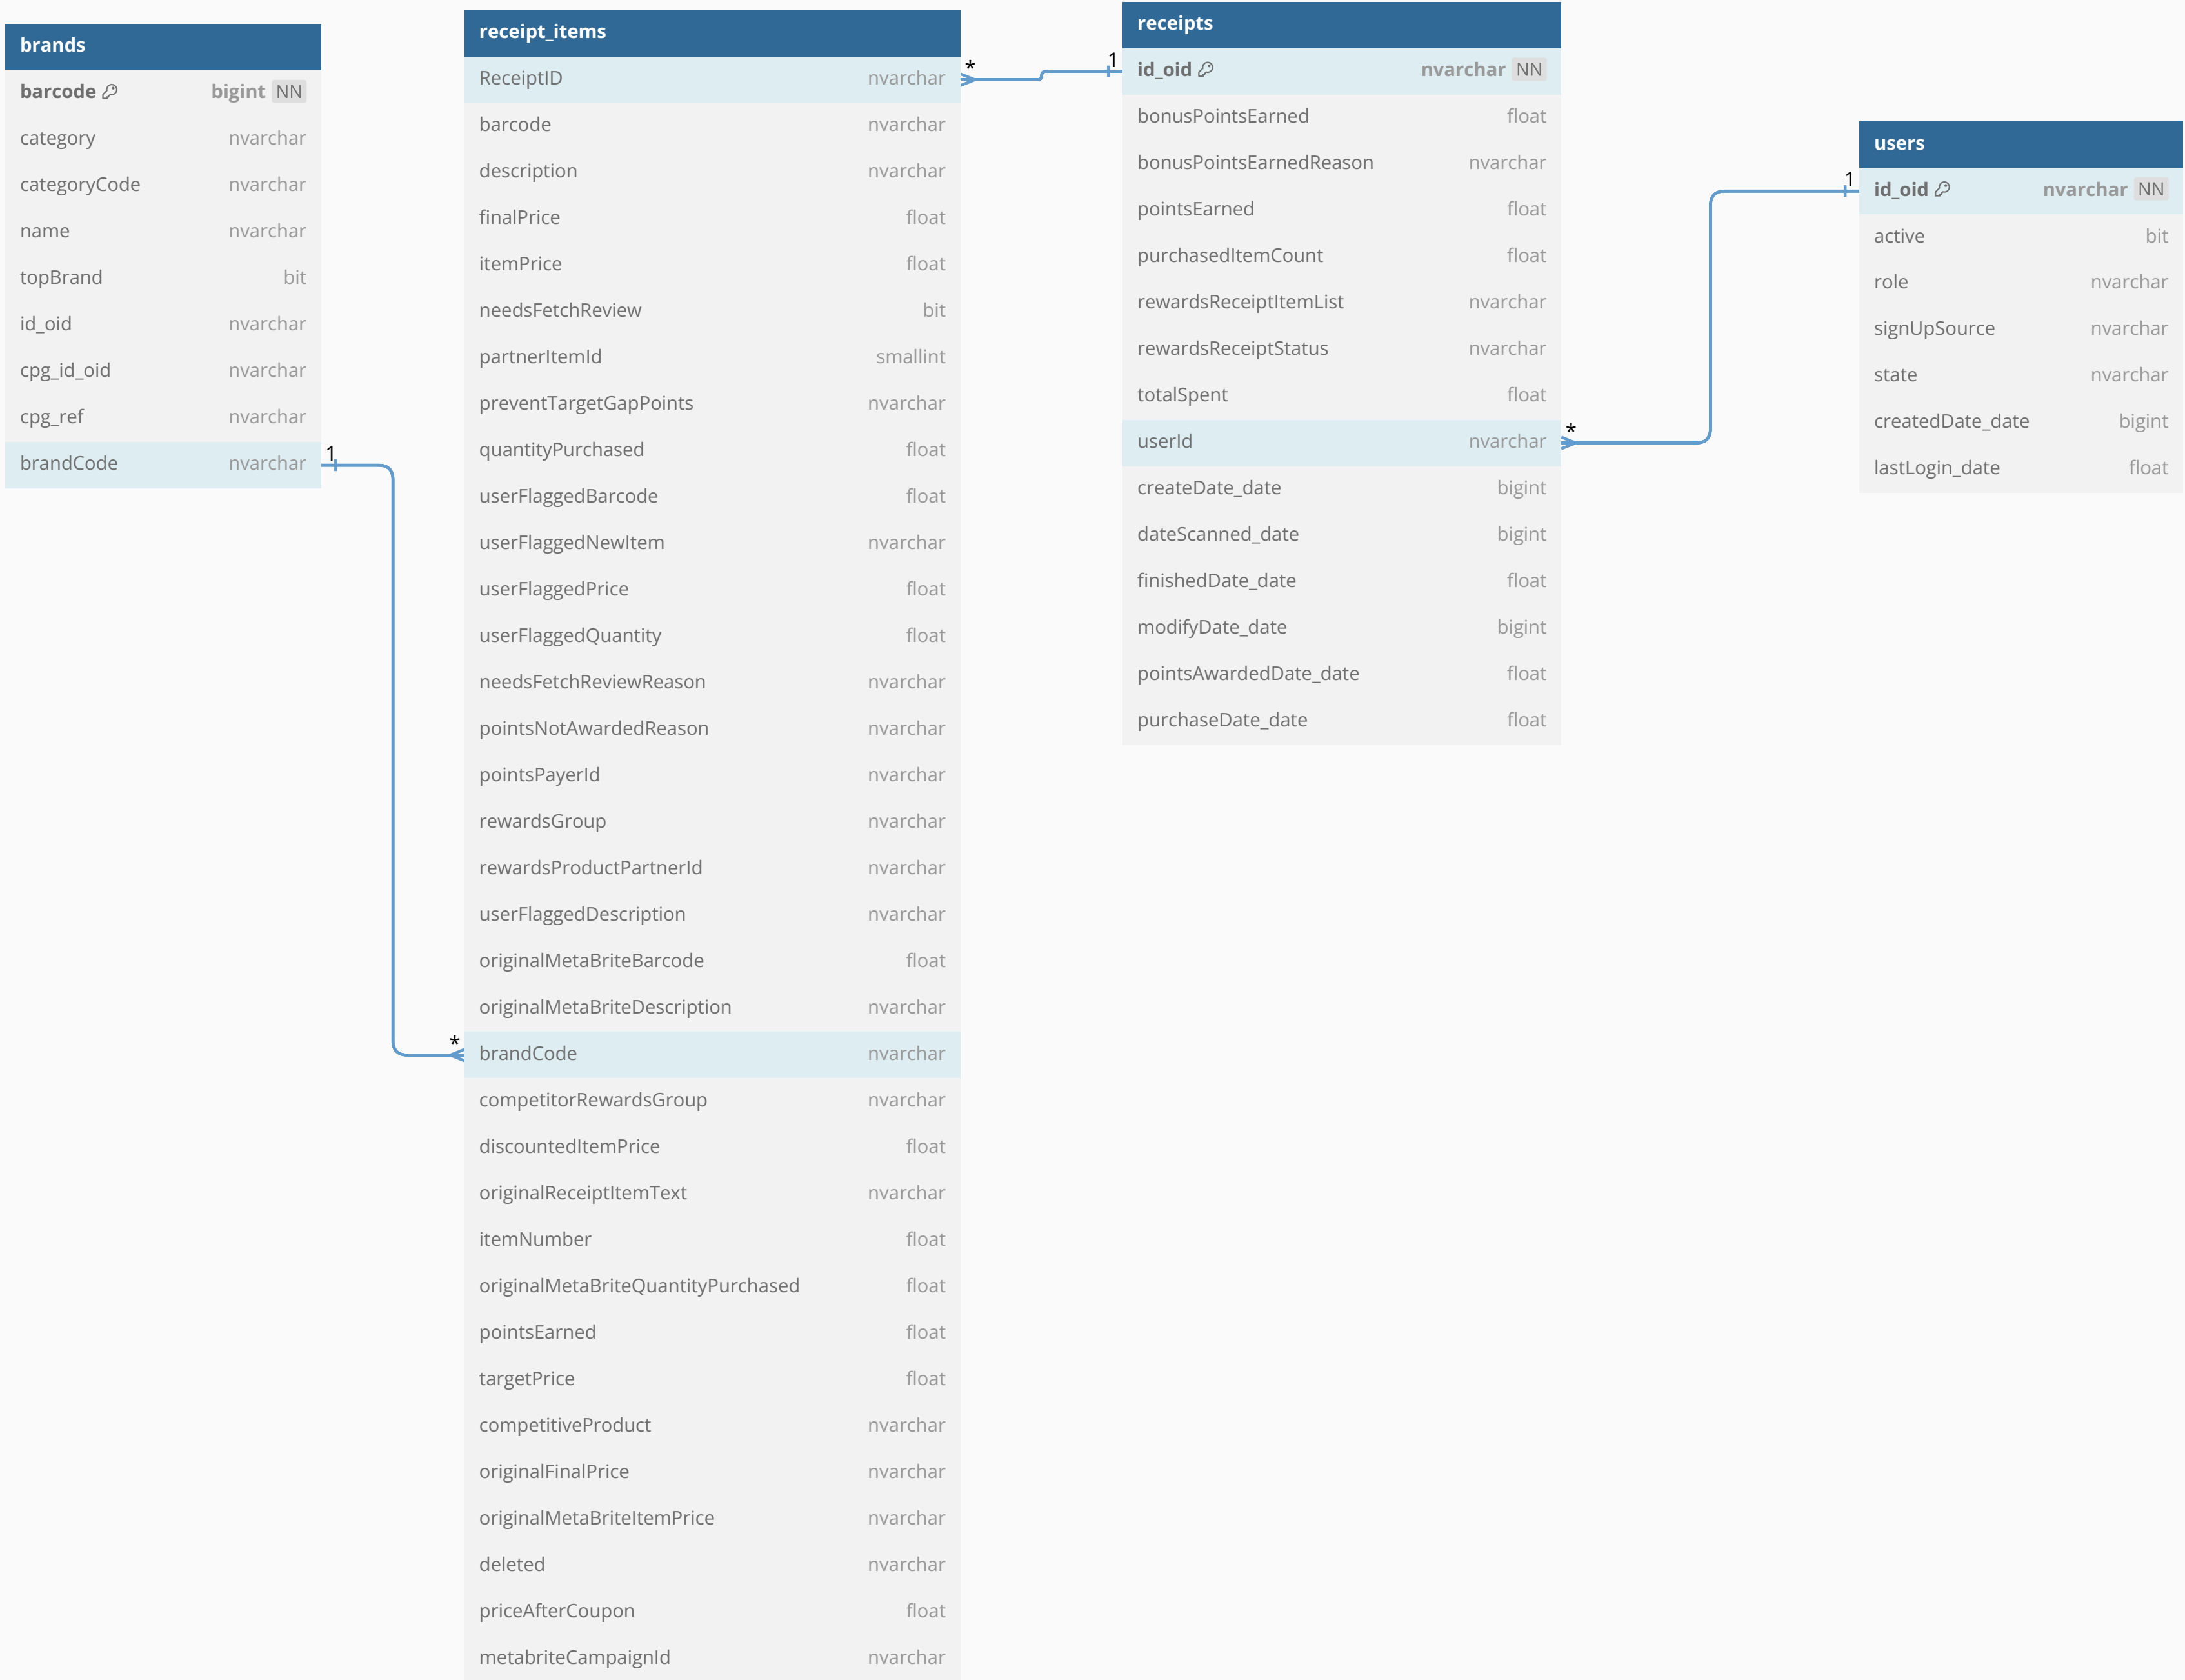 brands
barcode bigint NN
category nvarchar
categoryCode nvarchar
name nvarchar
topBrand bit
id_oid nvarchar
cpg_id_oid nvarchar
cpg_ref nvarchar
brandCode nvarchar
1
*
receipt_items
ReceiptID nvarchar
barcode nvarchar
description nvarchar
finalPrice float
itemPrice float
needsFetchReview bit
partnerItemId smallint
preventTargetGapPoints nvarchar
quantityPurchased float
userFlaggedBarcode float
userFlaggedNewItem nvarchar
userFlaggedPrice float
userFlaggedQuantity float
needsFetchReviewReason nvarchar
pointsNotAwardedReason nvarchar
pointsPayerId nvarchar
rewardsGroup nvarchar
rewardsProductPartnerId nvarchar
userFlaggedDescription nvarchar
originalMetaBriteBarcode float
originalMetaBriteDescription nvarchar
brandCode nvarchar
competitorRewardsGroup nvarchar
discountedItemPrice float
originalReceiptItemText nvarchar
itemNumber float
originalMetaBriteQuantityPurchased float
pointsEarned float
targetPrice float
competitiveProduct nvarchar
originalFinalPrice nvarchar
originalMetaBriteItemPrice nvarchar
deleted nvarchar
priceAfterCoupon float
metabriteCampaignId nvarchar
*
1
receipts
id_oid nvarchar NN
bonusPointsEarned float
bonusPointsEarnedReason nvarchar
pointsEarned float
purchasedItemCount float
rewardsReceiptItemList nvarchar
rewardsReceiptStatus nvarchar
totalSpent float
userId nvarchar
createDate_date bigint
dateScanned_date bigint
finishedDate_date float
modifyDate_date bigint
pointsAwardedDate_date float
purchaseDate_date float
*
1
users
id_oid nvarchar NN
active bit
role nvarchar
signUpSource nvarchar
state nvarchar
createdDate_date bigint
lastLogin_date float